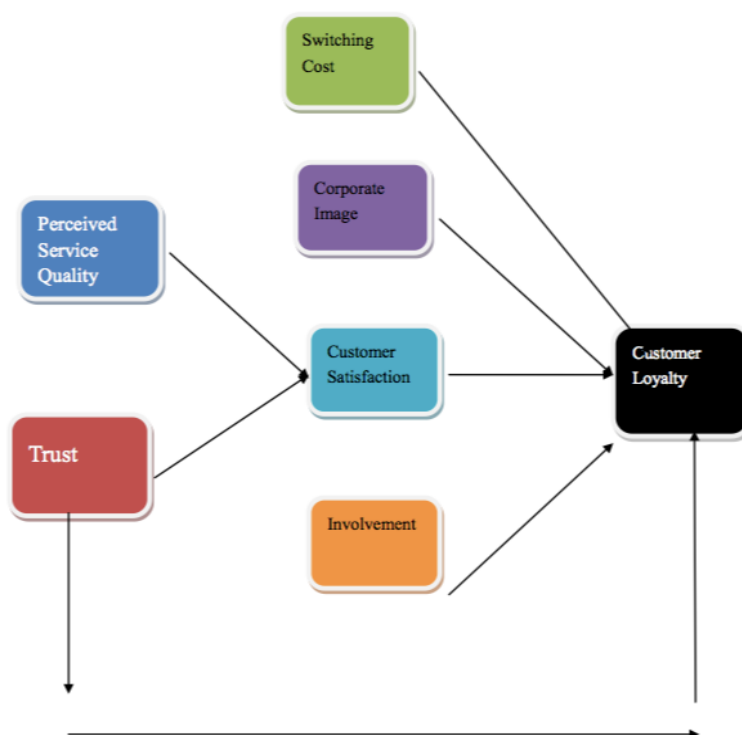 Switching
Cost
Corporate
Image
Perceived
Service
Quality
Customer
Satisfaction
Customer
Loyalty
Trust
Involvement